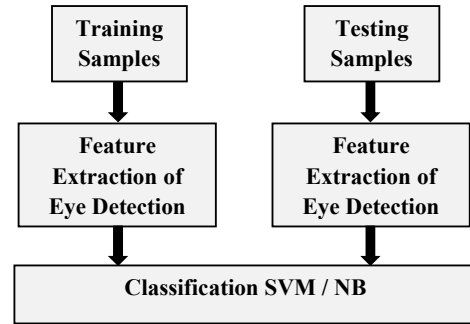 Training
Samples
Testing
Samples
Feature
Extraction of
Eye Detection
Feature
Extraction of
Eye Detection
Classification SVM / NB